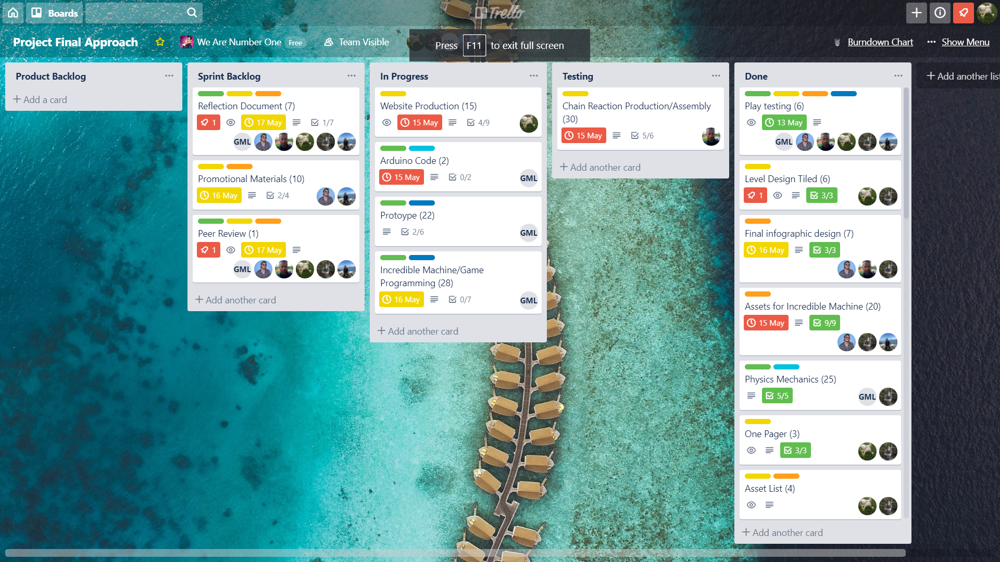 Boards
Trello
Project Final Approach
We Are Number One Free
Team Visible
Press F11 to exit full screen
Burndown Chart
Show Menu
Product Backlog
Add a card
Sprint Backlog
Reflection Document (7)
1
17 May
1/7
GML
Promotional Materials (10)
16 May
2/4
Peer Review (1)
1
17 May
GML
Add another card
In Progress
Website Production (15)
15 May
4/9
Arduino Code (2)
15 May
0/2
GML
Protoype (22)
2/6
GML
Incredible Machine/Game
Programming (28)
16 May
0/7
GML
Add another card
Testing
Chain Reaction Production/Assembly
(30)
15 May
5/6
Add another card
Done
Play testing (6)
13 May
GML
Level Design Tiled (6)
1
3/3
Final infographic design (7)
16 May
3/3
Assets for Incredible Machine (20)
15 May
9/9
Physics Mechanics (25)
5/5
GML
One Pager (3)
3/3
Asset List (4)
Add another card
Add another list